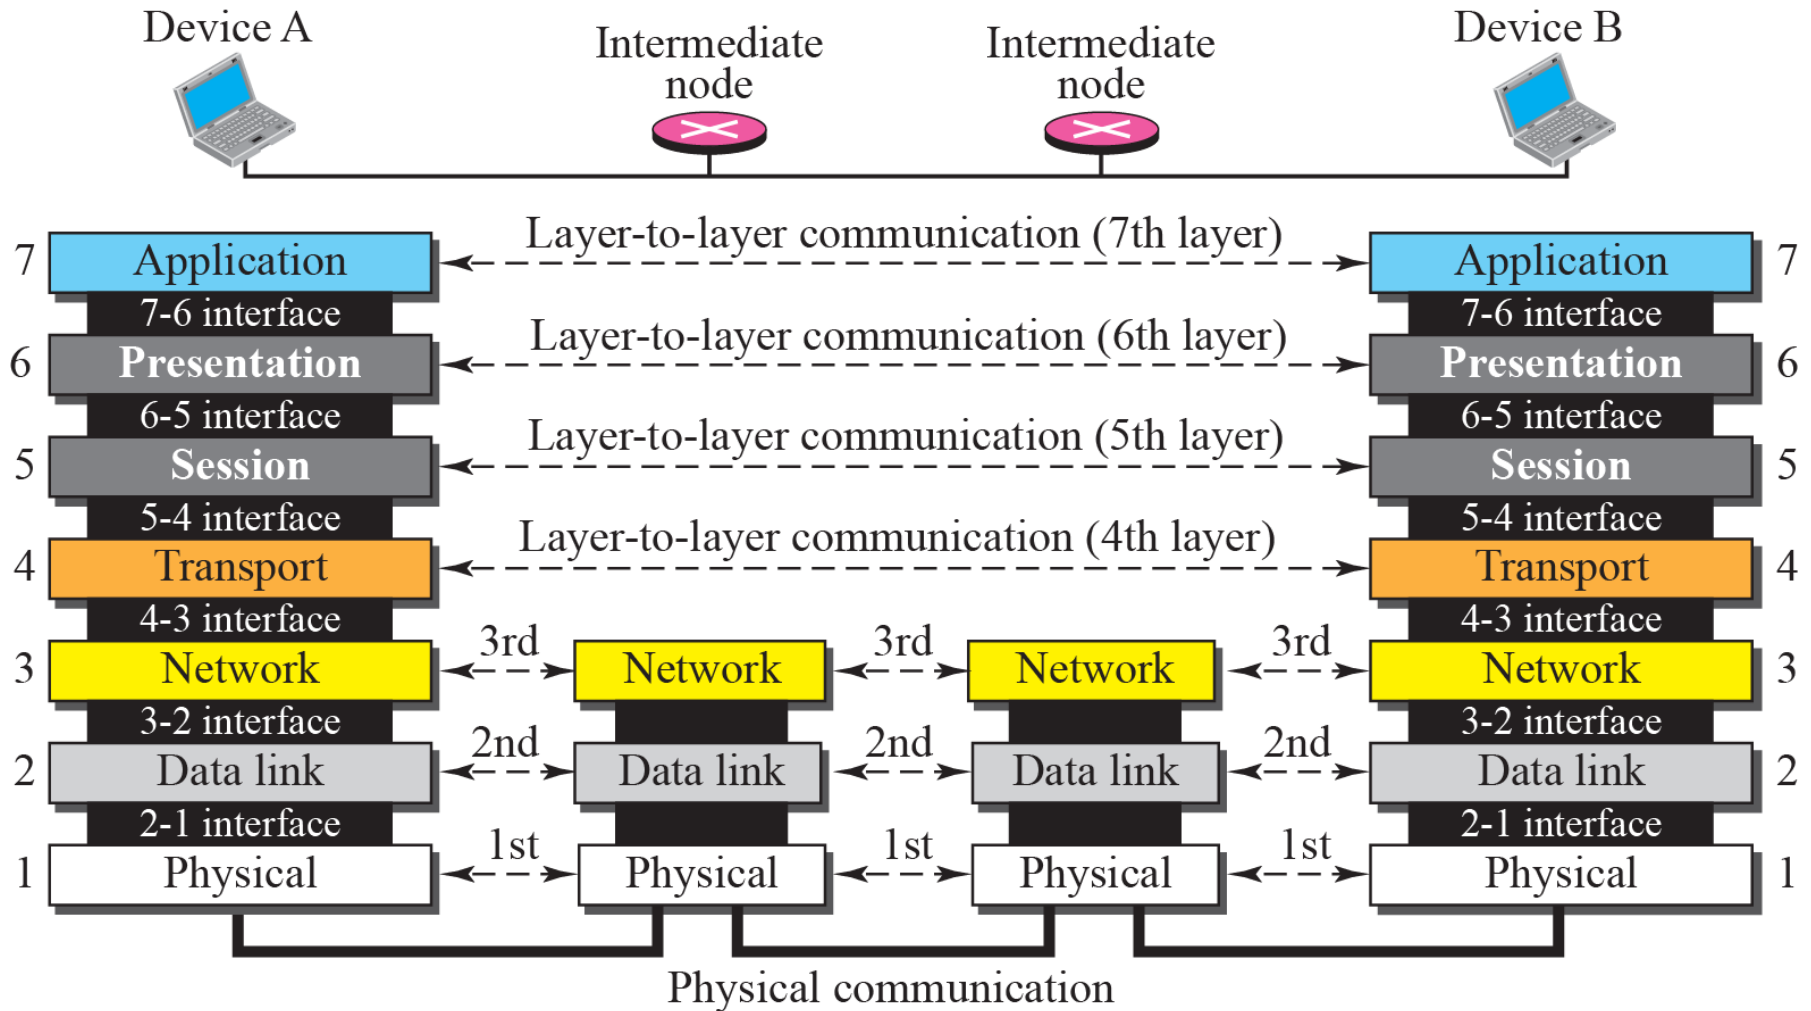 Device A
Intermediate
node
Intermediate
node
Device B
Layer-to-layer communication (7th layer)
7 Application
Application 7
7-6 interface
7-6 interface
Layer-to-layer communication (6th layer)
6 Presentation
Presentation 6
6-5 interface
6-5 interface
Layer-to-layer communication (5th layer)
5 Session
Session 5
5-4 interface
5-4 interface
Layer-to-layer communication (4th layer)
4 Transport
Transport 4
4-3 interface
4-3 interface
3rd
3rd
3rd
3 Network
Network
Network
Network 3
3-2 interface
3-2 interface
2nd
2nd
2nd
2 Data link
Data link
Data link
Data link 2
2-1 interface
2-1 interface
1st
1st
1st
1 Physical
Physical
Physical
Physical 1
Physical communication